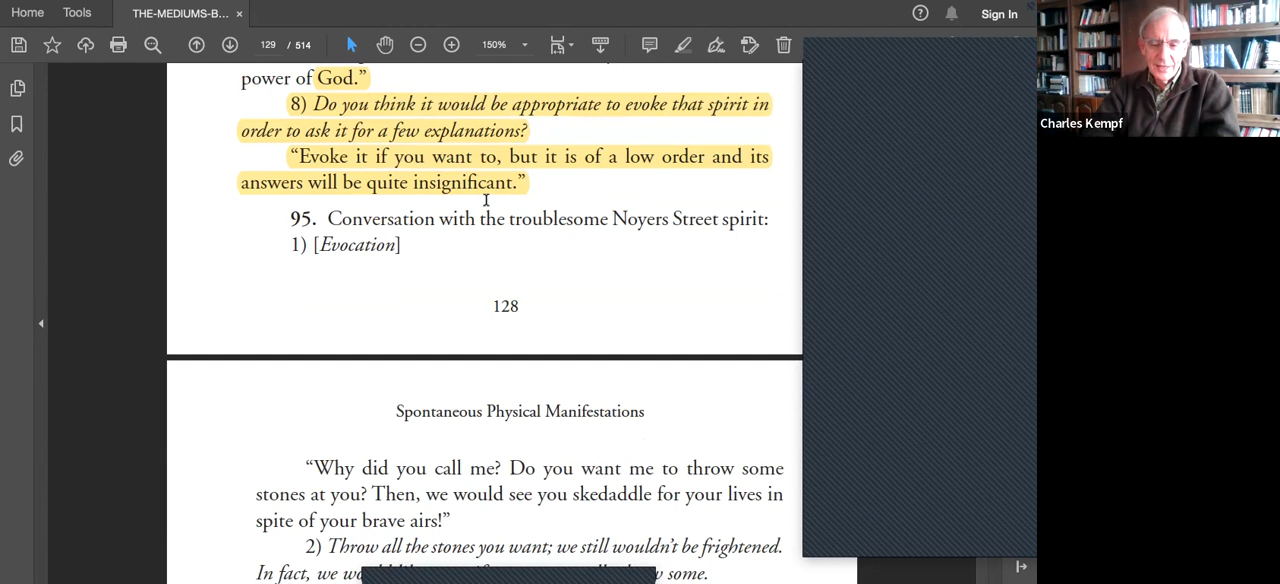 Home Tools THE-MEDIUMS-B... × Sign In
129 / 514 150%
power of God.”
8) Do you think it would be appropriate to evoke that spirit in
order to ask it for a few explanations?
“Evoke it if you want to, but it is of a low order and its
answers will be quite insignificant.”
95. Conversation with the troublesome Noyers Street spirit:
1) [Evocation]
128
Spontaneous Physical Manifestations
“Why did you call me? Do you want me to throw some
stones at you? Then, we would see you skedaddle for your lives in
spite of your brave airs!”
2) Throw all the stones you want; we still wouldn’t be frightened.
In fact, we some.
Charles Kempf